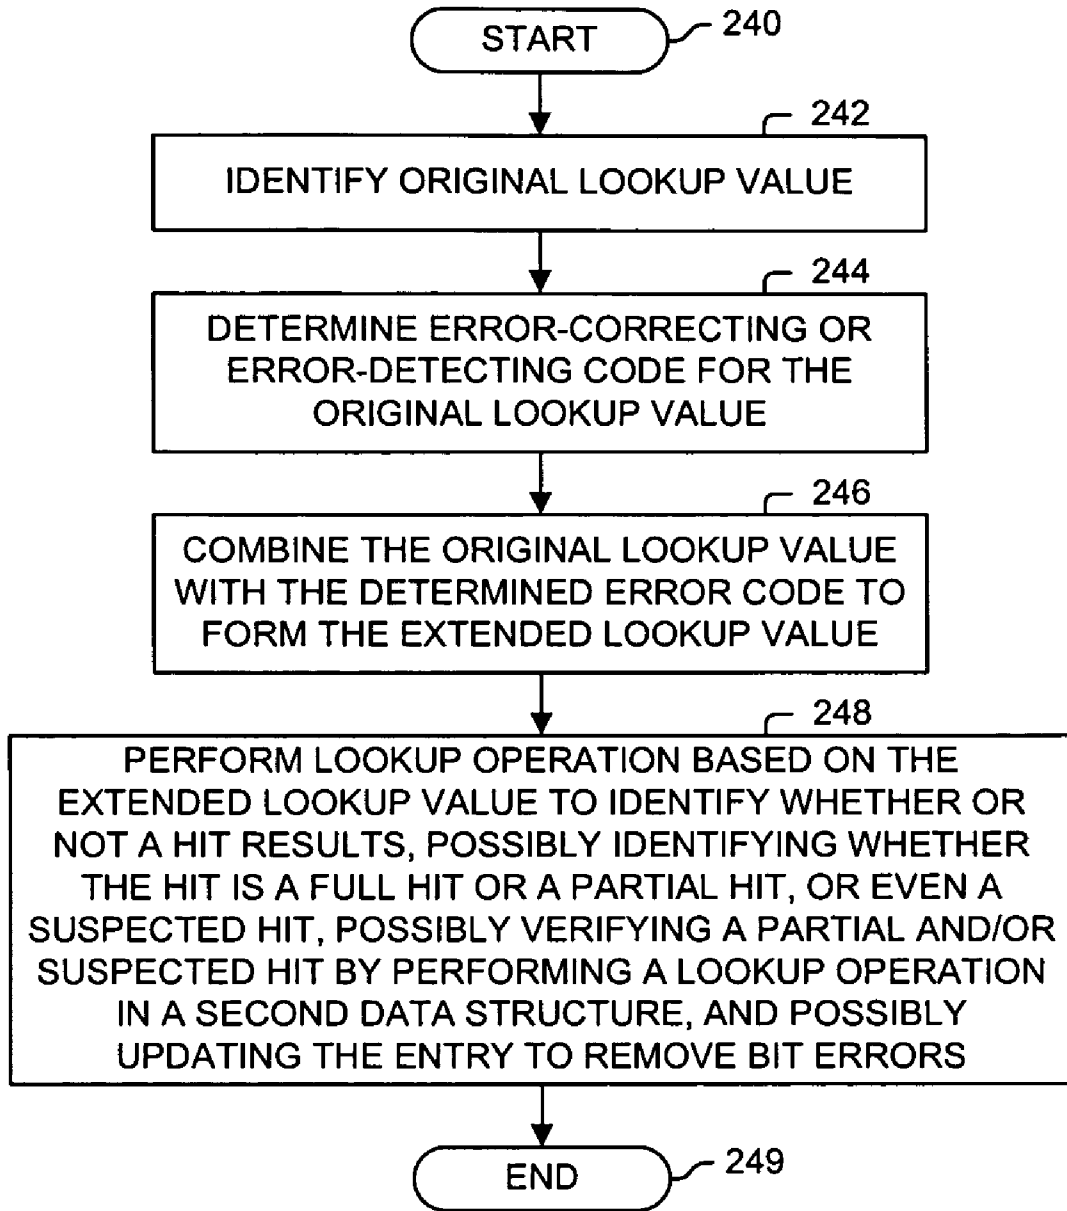 START
240
242
IDENTIFY ORIGINAL LOOKUP VALUE
244
DETERMINE ERROR-CORRECTING OR
ERROR-DETECTING CODE FOR THE
ORIGINAL LOOKUP VALUE
246
COMBINE THE ORIGINAL LOOKUP VALUE
WITH THE DETERMINED ERROR CODE TO
FORM THE EXTENDED LOOKUP VALUE
248
PERFORM LOOKUP OPERATION BASED ON THE
EXTENDED LOOKUP VALUE TO IDENTIFY WHETHER OR
NOT A HIT RESULTS, POSSIBLY IDENTIFYING WHETHER
THE HIT IS A FULL HIT OR A PARTIAL HIT, OR EVEN A
SUSPECTED HIT, POSSIBLY VERIFYING A PARTIAL AND/OR
SUSPECTED HIT BY PERFORMING A LOOKUP OPERATION
IN A SECOND DATA STRUCTURE, AND POSSIBLY
UPDATING THE ENTRY TO REMOVE BIT ERRORS
END
249